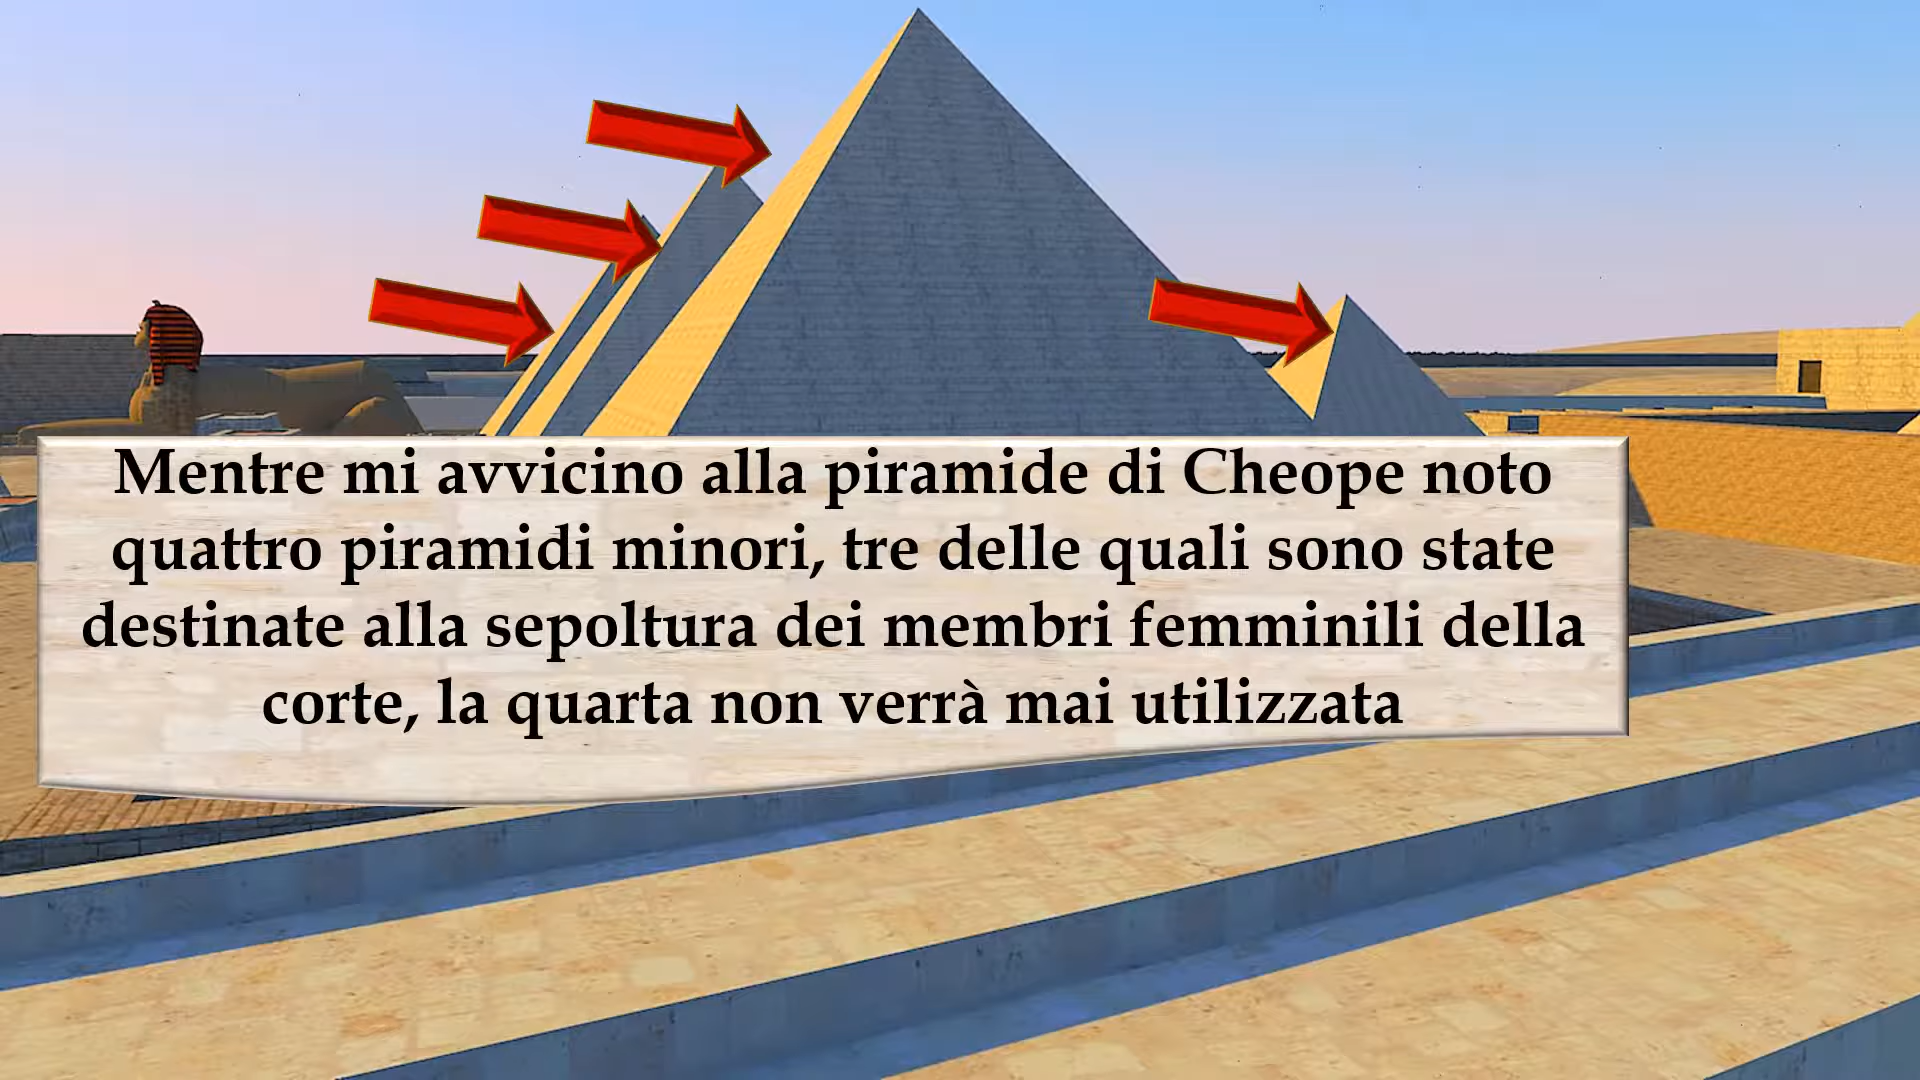 Mentre mi avvicino alla piramide di Cheope noto
quattro piramidi minori, tre delle quali sono state
destinate alla sepoltura dei membri femminili della
corte, la quarta non verrà mai utilizzata